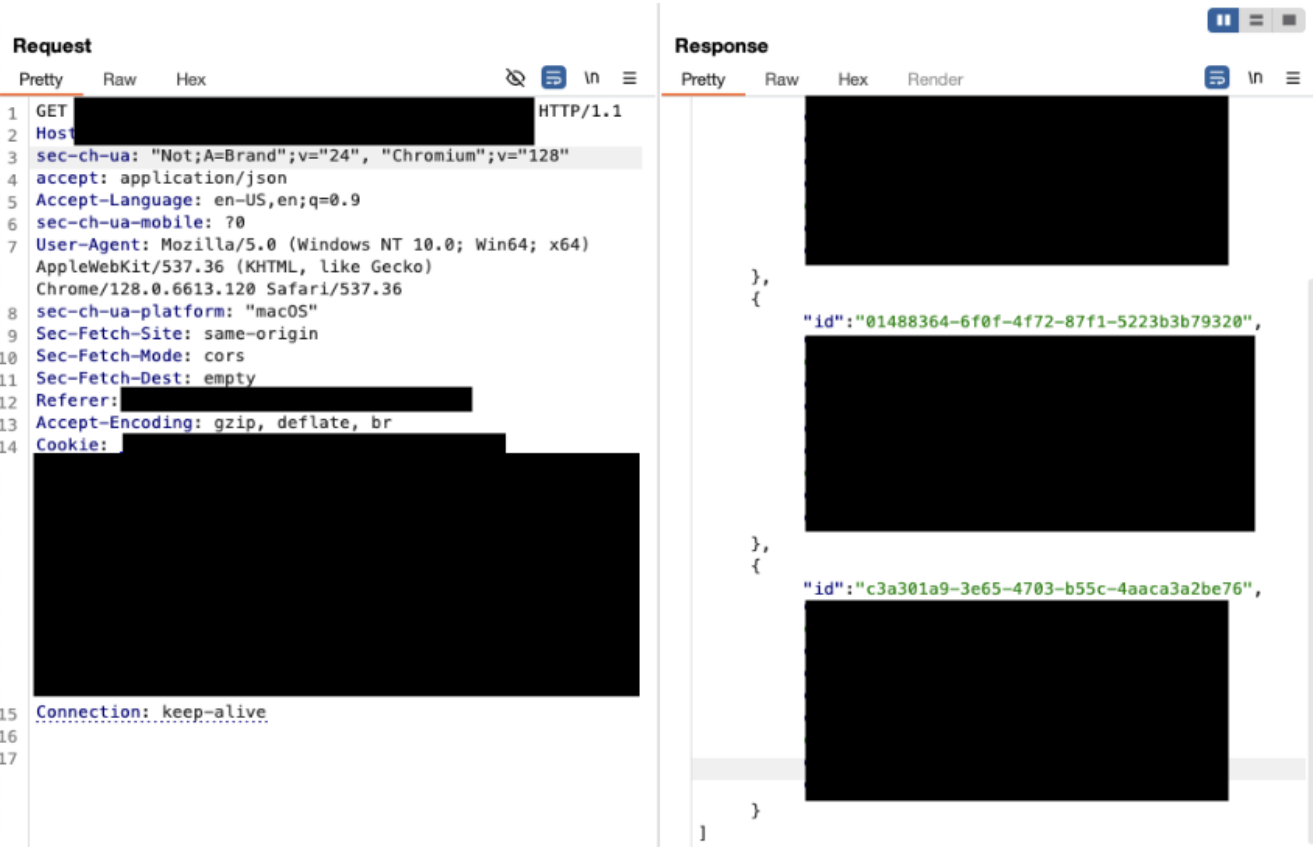 Request
Pretty Raw Hex \n
1 GET HTTP/1.1
2 Host
3 sec-ch-ua: "Not;A=Brand";v="24", "Chromium";v="128"
4 accept: application/json
5 Accept-Language: en-US,en;q=0.9
6 sec-ch-ua-mobile: ?0
7 User-Agent: Mozilla/5.0 (Windows NT 10.0; Win64; x64)
AppleWebKit/537.36 (KHTML, like Gecko)
Chrome/128.0.6613.120 Safari/537.36
8 sec-ch-ua-platform: "macOS"
9 Sec-Fetch-Site: same-origin
10 Sec-Fetch-Mode: cors
11 Sec-Fetch-Dest: empty
12 Referer:
13 Accept-Encoding: gzip, deflate, br
14 Cookie:
15 Connection: keep-alive
16
17
Response
Pretty Raw Hex Render \n
},
{
"id":"01488364-6f0f-4f72-87f1-5223b3b79320",
},
{
"id":"c3a301a9-3e65-4703-b55c-4aaca3a2be76",
}
]